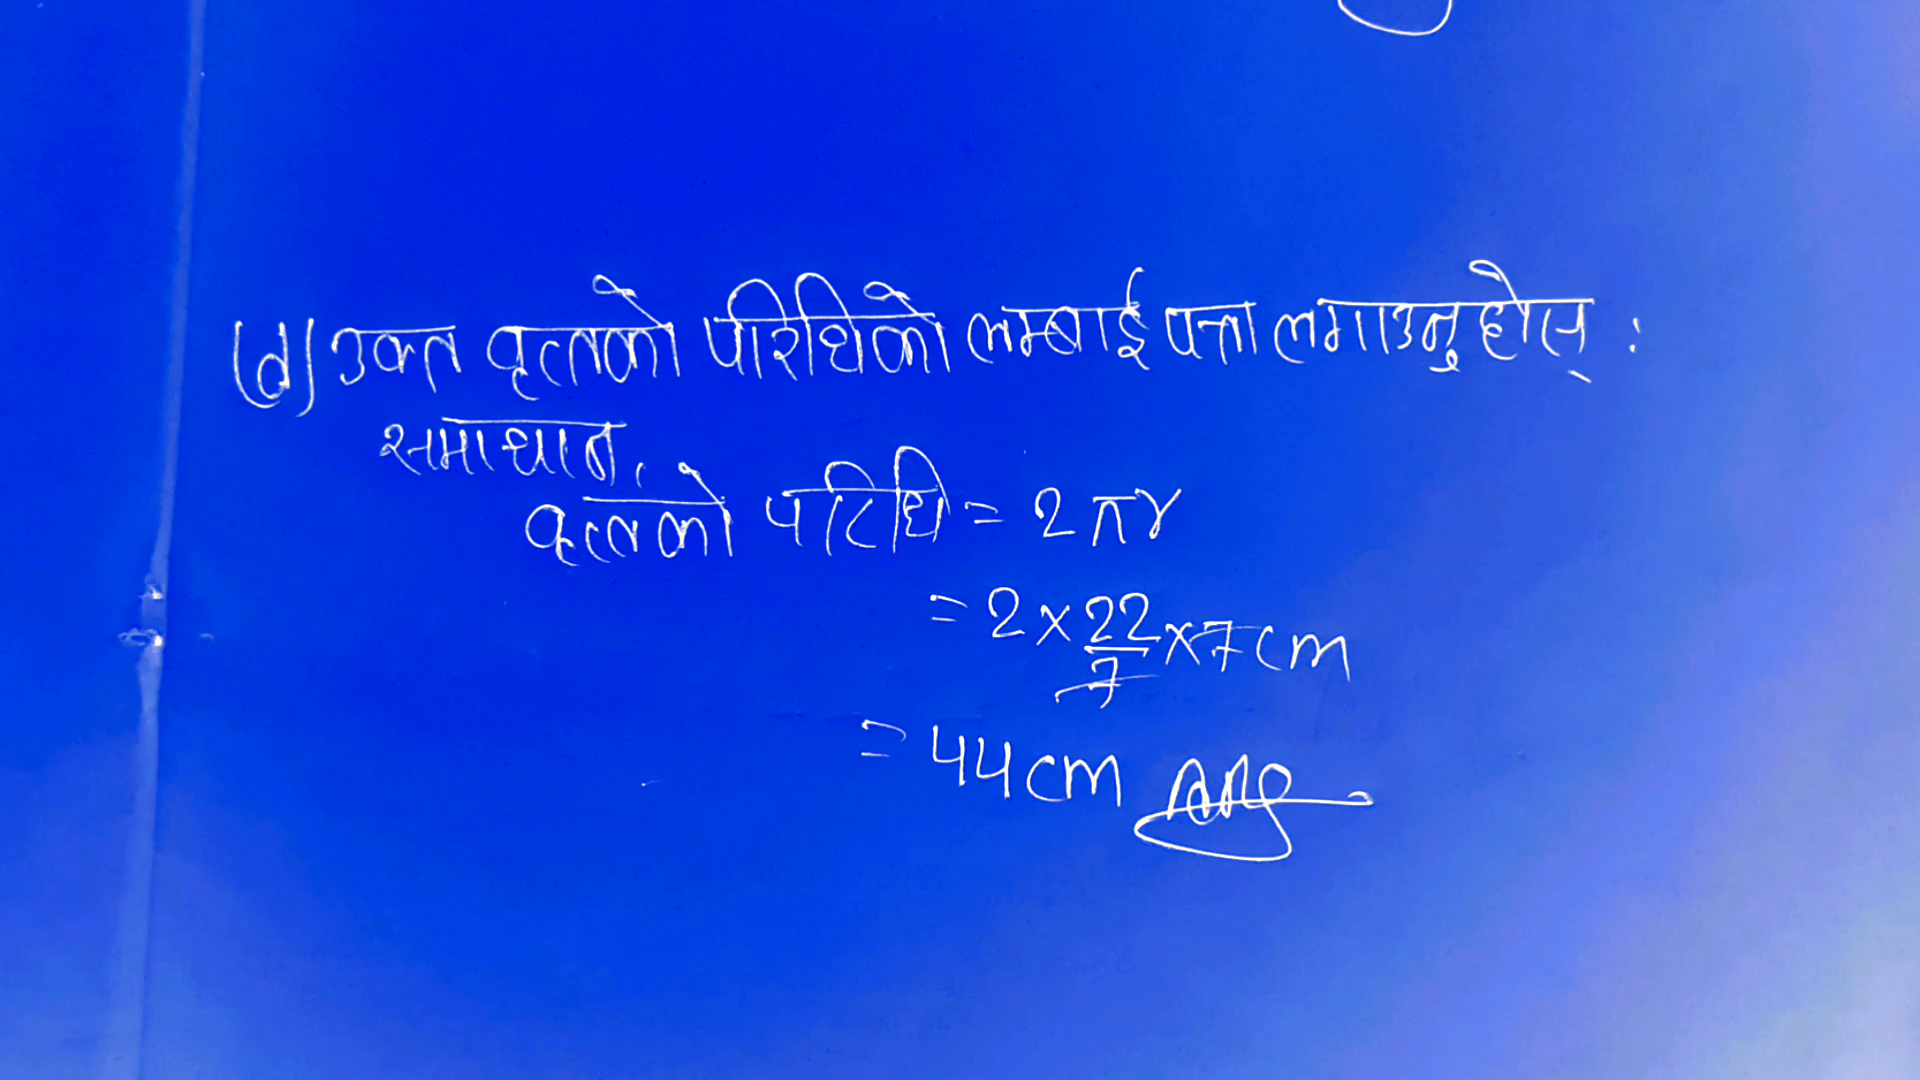 (d) उक्त वृत्तको परिधिको लम्बाई पत्ता लगाउनुहोस् :
समाधान,
वृत्तको परिधि = 2πr
= 2 × 22/7 × 7 cm
= 44 cm Ans